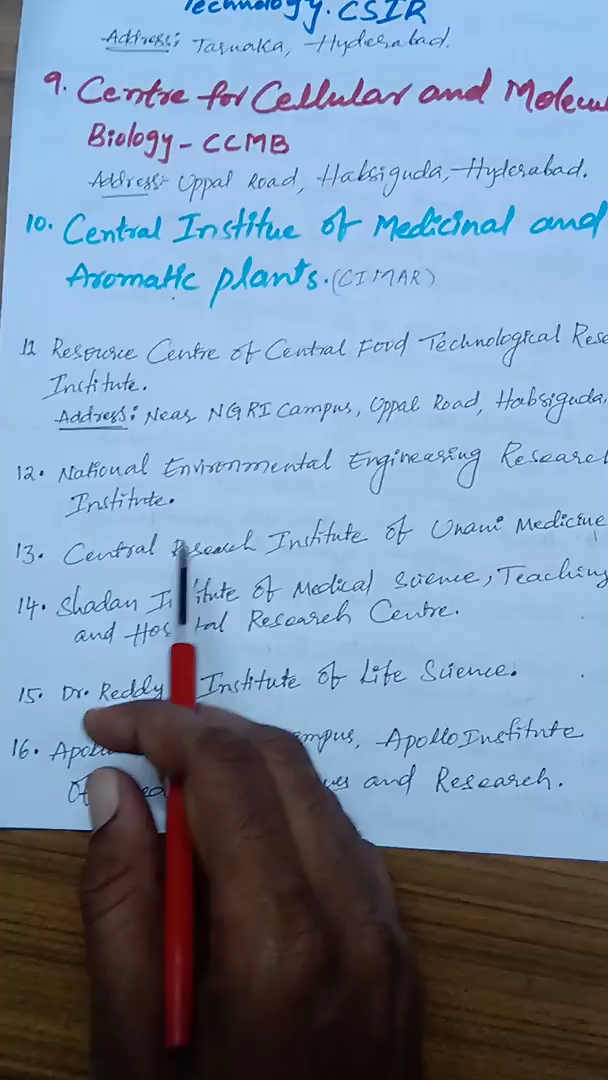 Technology. CSIR
Address: Tarnaka, Hyderabad.
9. Centre for Cellular and Molecu
Biology - CCMB
Address:- Uppal Road, Habsiguda, Hyderabad.
10. Central Institue of Medicinal and
Aromatic plants. (CIMAR)
11 Resource Centre of Central Food Technological Rese
Institute.
Address: Near NGRI Campus, Uppal Road, Habsiguda.
12. National Environmental Engineering Researc
Institute.
13. Central Research Institute of Unani Medicine
14. Shadan Institute of Medical Science, Teaching
and Hospital Research Centre.
15. Dr. Reddy Institute of Life Science.
16. Apoll mpus, Apollo Institute
Of and Research.